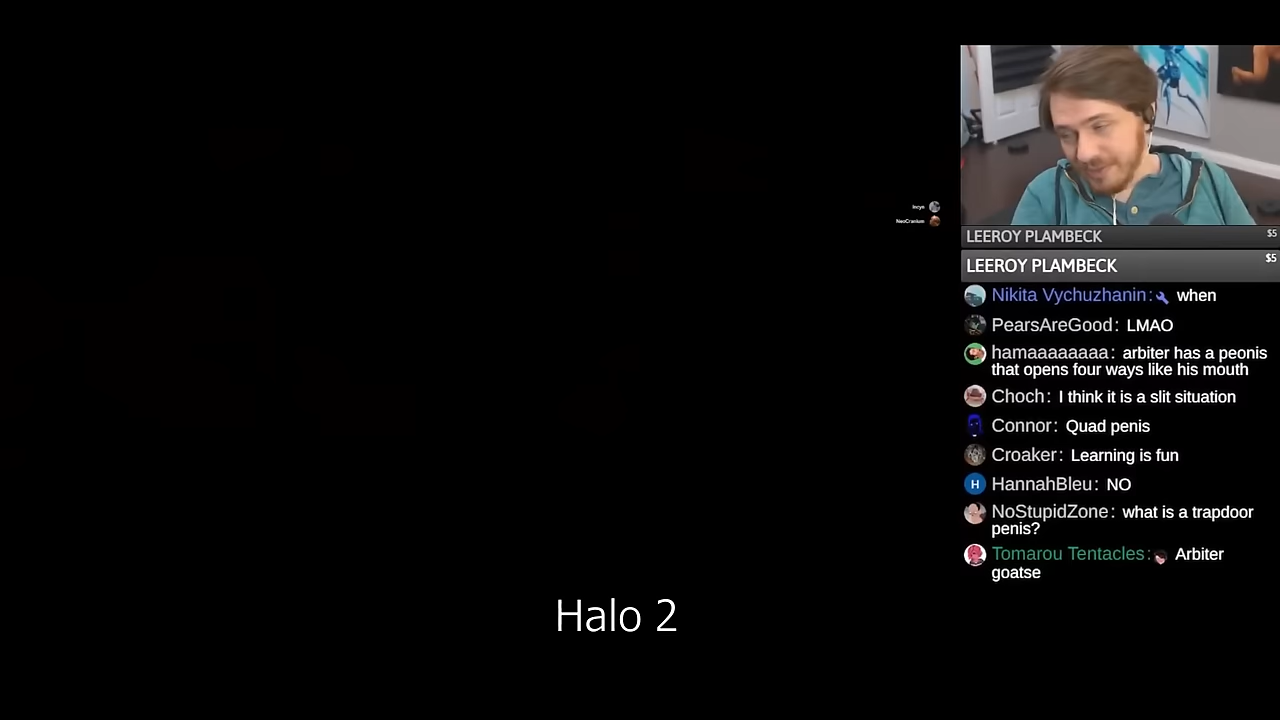 Incyn
NeoCranium
LEEROY PLAMBECK $5
LEEROY PLAMBECK $5
Nikita Vychuzhanin: when
PearsAreGood: LMAO
hamaaaaaaaa: arbiter has a peonis
that opens four ways like his mouth
Choch: I think it is a slit situation
Connor: Quad penis
Croaker: Learning is fun
H HannahBleu: NO
NoStupidZone: what is a trapdoor
penis?
Tomarou Tentacles: Arbiter
goatse
Halo 2